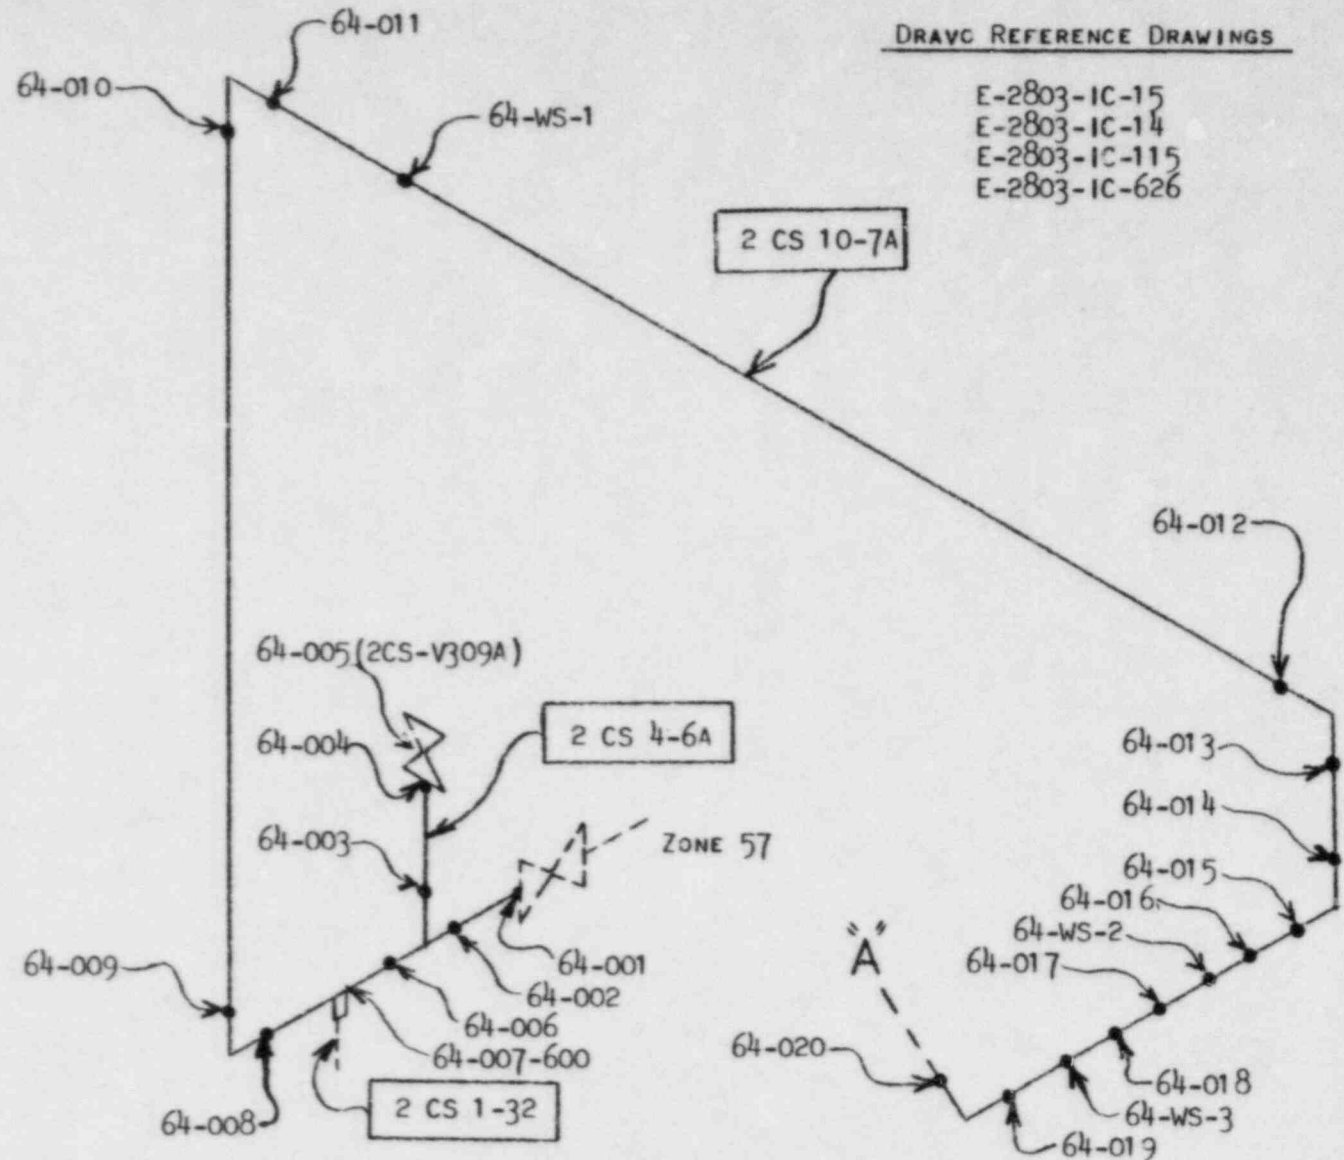 64-011
DRAVO REFERENCE DRAWINGS
64-010
E-2803-IC-15
64-WS-1
E-2803-IC-14
E-2803-IC-115
E-2803-IC-626
2 CS 10-7A
64-012
64-005(2CS-V309A)
2 CS 4-6A
64-004
64-013
64-014
64-003
ZONE 57
64-015
64-016
64-WS-2
"A"
64-017
64-009
64-001
64-002
64-006
64-020
64-007-600
64-018
2 CS 1-32
64-WS-3
64-008
64-019